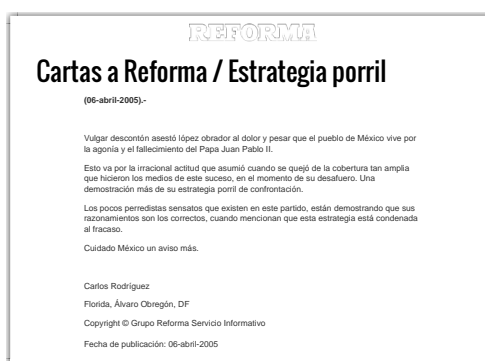 REFORMA
Cartas a Reforma / Estrategia porril
(06-abril-2005).-
Vulgar descontón asestó lópez obrador al dolor y pesar que el pueblo de México vive por
la agonía y el fallecimiento del Papa Juan Pablo II.
Esto va por la irracional actitud que asumió cuando se quejó de la cobertura tan amplia
que hicieron los medios de este suceso, en el momento de su desafuero. Una
demostración más de su estrategia porril de confrontación.
Los pocos perredistas sensatos que existen en este partido, están demostrando que sus
razonamientos son los correctos, cuando mencionan que esta estrategia está condenada
al fracaso.
Cuidado México un aviso más.
Carlos Rodríguez
Florida, Álvaro Obregón, DF
Copyright © Grupo Reforma Servicio Informativo
Fecha de publicación: 06-abril-2005